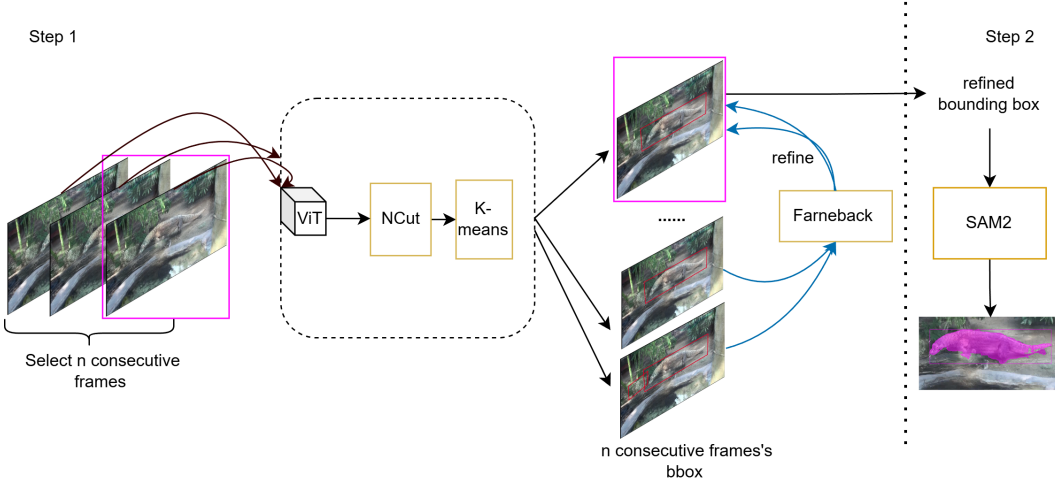 Step 1
Step 2
refined
bounding box
refine
ViT
NCut
K-
means
......
Farneback
SAM2
Select n consecutive
frames
n consecutive frames's
bbox